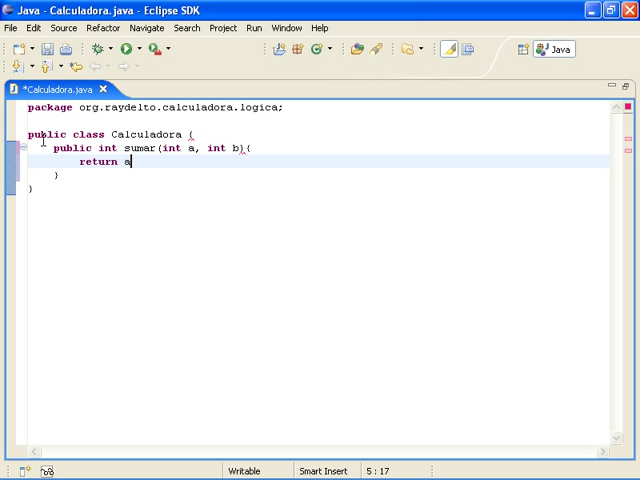 Java - Calculadora.java - Eclipse SDK
File Edit Source Refactor Navigate Search Project Run Window Help
Java
*Calculadora.java
package org.raydelto.calculadora.logica;
public class Calculadora {
public int sumar(int a, int b){
return a
}
}
Writable Smart Insert 5 : 17